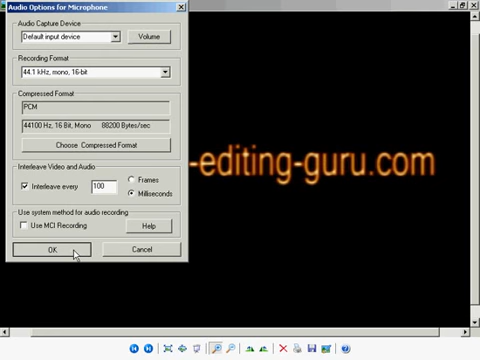 Audio Options for Microphone
Audio Capture Device
Default input device
Volume
Recording Format
44.1 kHz, mono, 16-bit
Compressed Format
PCM
44100 Hz, 16 Bit, Mono 88200 Bytes/sec
Choose Compressed Format
Interleave Video and Audio
Interleave every
100
Frames
Milliseconds
Use system method for audio recording
Use MCI Recording
Help
OK
Cancel
-editing-guru.com